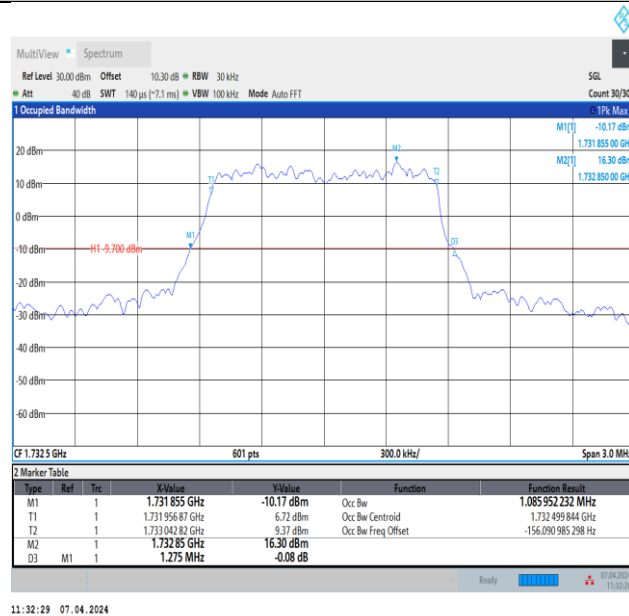 MultiView Spectrum
Ref Level 30.00 dBm Offset 10.30 dB RBW 30 kHz SGL
Att 40 dB SWT 140 µs (~7.1 ms) VBW 100 kHz Mode Auto FFT Count 30/30
1 Occupied Bandwidth 1Pk Max
M1[1] -10.17 dBm
1.731 855 00 GH
M2[1] 16.30 dBm
1.732 850 00 GH
M2
20 dBm
T1
T2
10 dBm
0 dBm
M1
D3
-10 dBm H1 -9.700 dBm
-20 dBm
-30 dBm
-40 dBm
-50 dBm
-60 dBm
CF 1.732 5 GHz 601 pts 300.0 kHz/ Span 3.0 MHz
2 Marker Table
Type Ref Trc X-Value Y-Value Function Function Result
M1 1 1.731 855 GHz -10.17 dBm Occ Bw 1.085 952 232 MHz
T1 1 1.731 956 87 GHz 6.72 dBm Occ Bw Centroid 1.732 499 844 GHz
T2 1 1.733 042 82 GHz 9.37 dBm Occ Bw Freq Offset -156.090 985 298 Hz
M2 1 1.732 85 GHz 16.30 dBm
D3 M1 1 1.275 MHz -0.08 dB
Ready 07.04.2024
11:32:29 07.04.2024